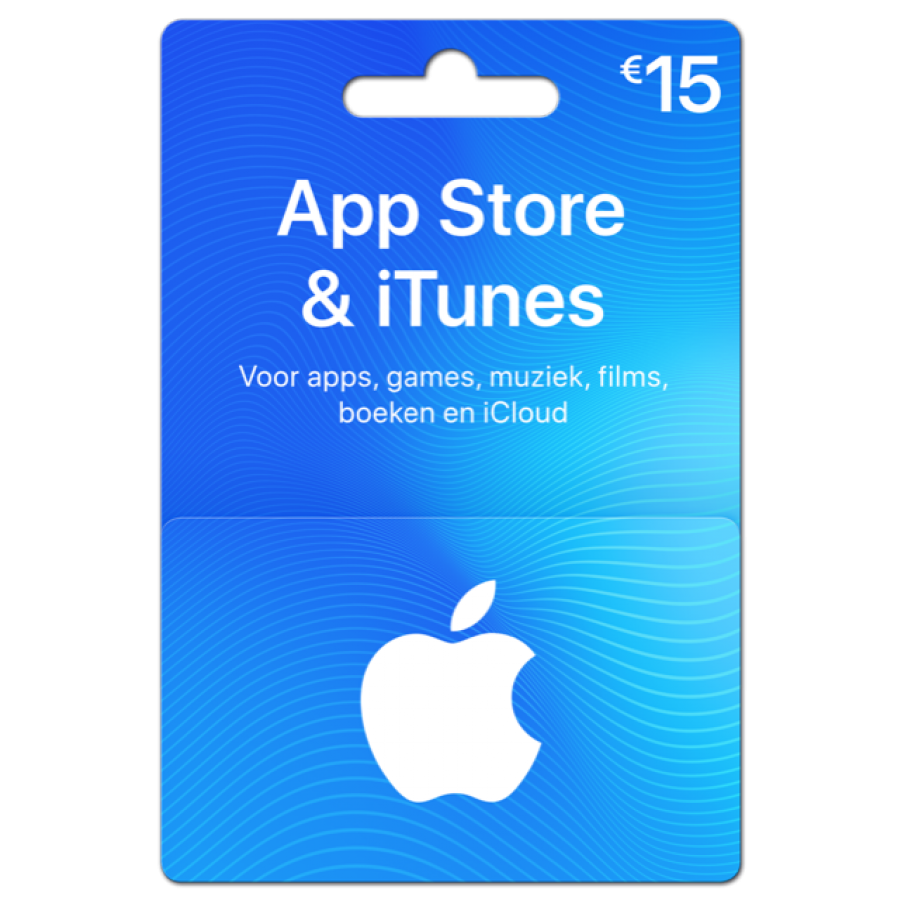 €15
App Store
& iTunes
Voor apps, games, muziek, films,
boeken en iCloud